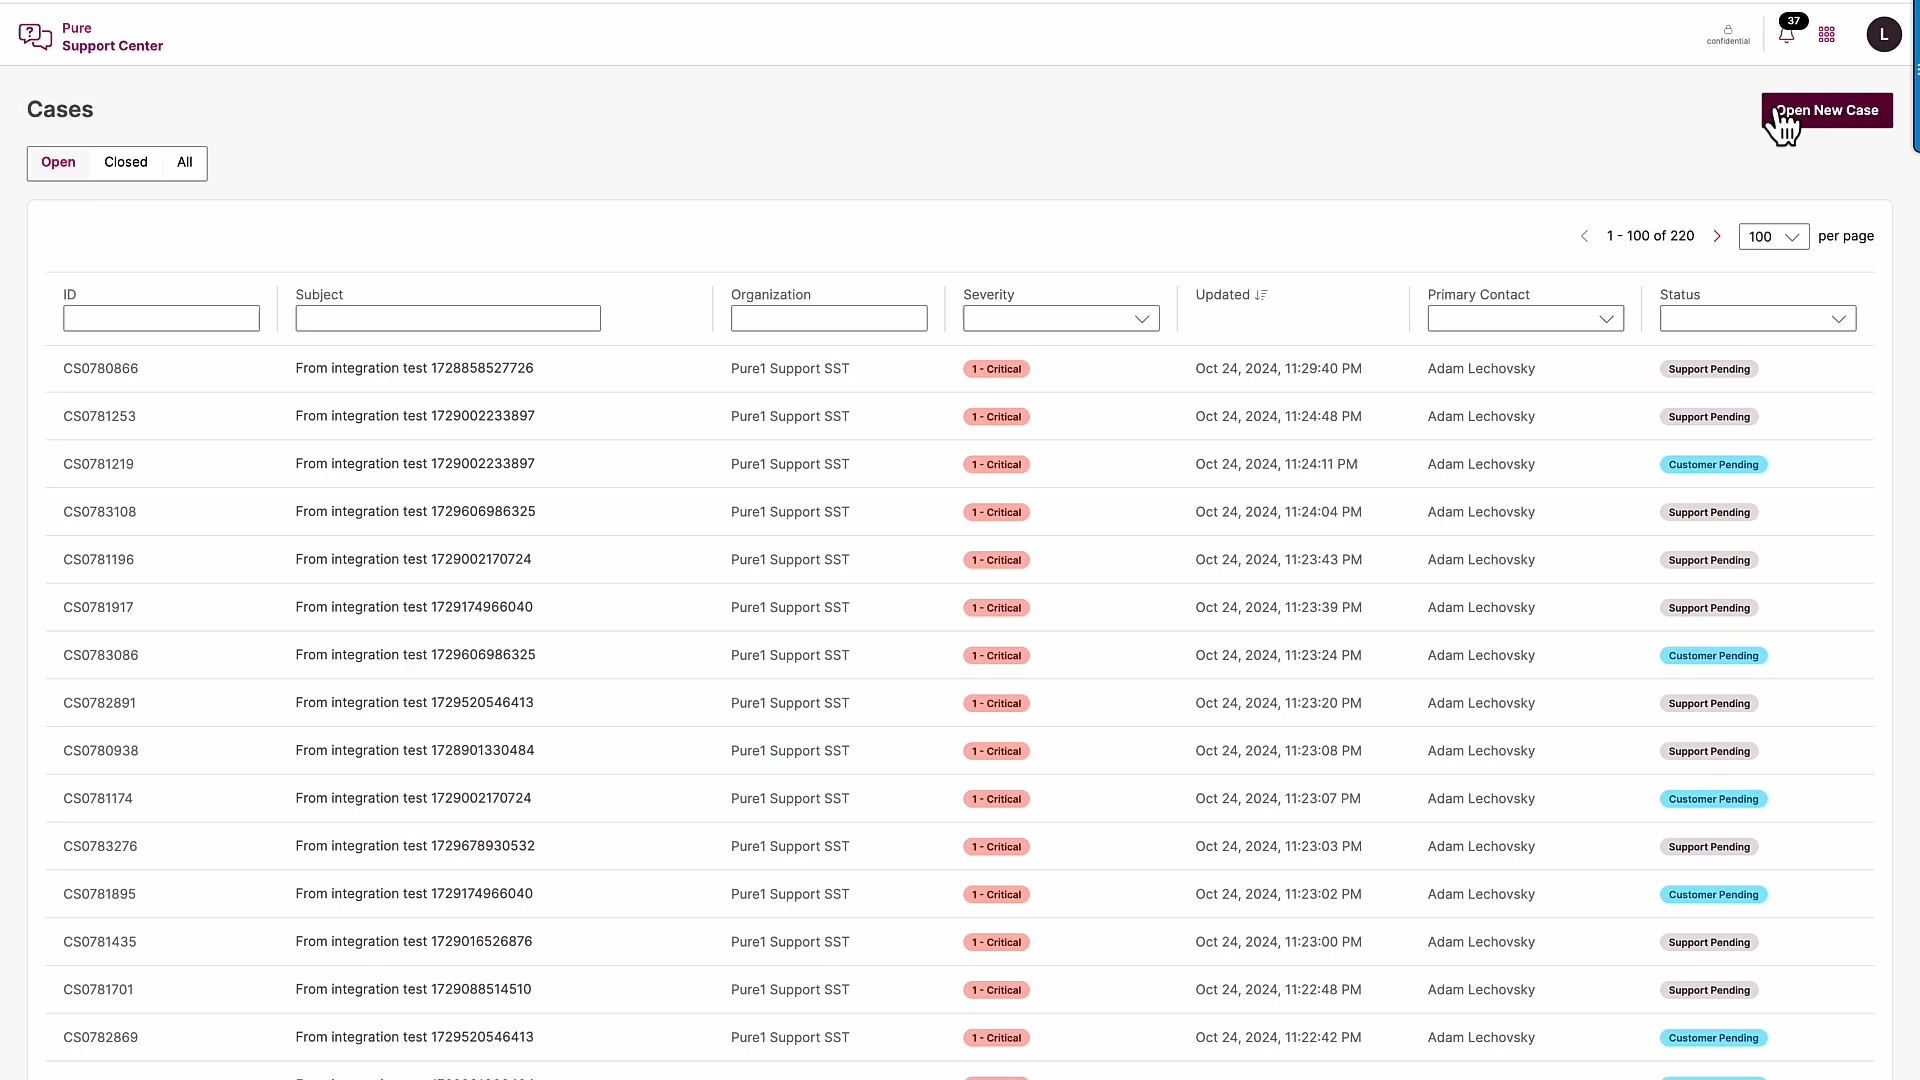 Pure
Support Center
confidential
37
L
Cases
Open New Case
Open Closed All
1 - 100 of 220 100 per page
ID Subject Organization Severity Updated Primary Contact Status
CS0780866 From integration test 1728858527726 Pure1 Support SST 1 - Critical Oct 24, 2024, 11:29:40 PM Adam Lechovsky Support Pending
CS0781253 From integration test 1729002233897 Pure1 Support SST 1 - Critical Oct 24, 2024, 11:24:48 PM Adam Lechovsky Support Pending
CS0781219 From integration test 1729002233897 Pure1 Support SST 1 - Critical Oct 24, 2024, 11:24:11 PM Adam Lechovsky Customer Pending
CS0783108 From integration test 1729606986325 Pure1 Support SST 1 - Critical Oct 24, 2024, 11:24:04 PM Adam Lechovsky Support Pending
CS0781196 From integration test 1729002170724 Pure1 Support SST 1 - Critical Oct 24, 2024, 11:23:43 PM Adam Lechovsky Support Pending
CS0781917 From integration test 1729174966040 Pure1 Support SST 1 - Critical Oct 24, 2024, 11:23:39 PM Adam Lechovsky Support Pending
CS0783086 From integration test 1729606986325 Pure1 Support SST 1 - Critical Oct 24, 2024, 11:23:24 PM Adam Lechovsky Customer Pending
CS0782891 From integration test 1729520546413 Pure1 Support SST 1 - Critical Oct 24, 2024, 11:23:20 PM Adam Lechovsky Support Pending
CS0780938 From integration test 1728901330484 Pure1 Support SST 1 - Critical Oct 24, 2024, 11:23:08 PM Adam Lechovsky Support Pending
CS0781174 From integration test 1729002170724 Pure1 Support SST 1 - Critical Oct 24, 2024, 11:23:07 PM Adam Lechovsky Customer Pending
CS0783276 From integration test 1729678930532 Pure1 Support SST 1 - Critical Oct 24, 2024, 11:23:03 PM Adam Lechovsky Support Pending
CS0781895 From integration test 1729174966040 Pure1 Support SST 1 - Critical Oct 24, 2024, 11:23:02 PM Adam Lechovsky Customer Pending
CS0781435 From integration test 1729016526876 Pure1 Support SST 1 - Critical Oct 24, 2024, 11:23:00 PM Adam Lechovsky Support Pending
CS0781701 From integration test 1729088514510 Pure1 Support SST 1 - Critical Oct 24, 2024, 11:22:48 PM Adam Lechovsky Support Pending
CS0782869 From integration test 1729520546413 Pure1 Support SST 1 - Critical Oct 24, 2024, 11:22:42 PM Adam Lechovsky Customer Pending